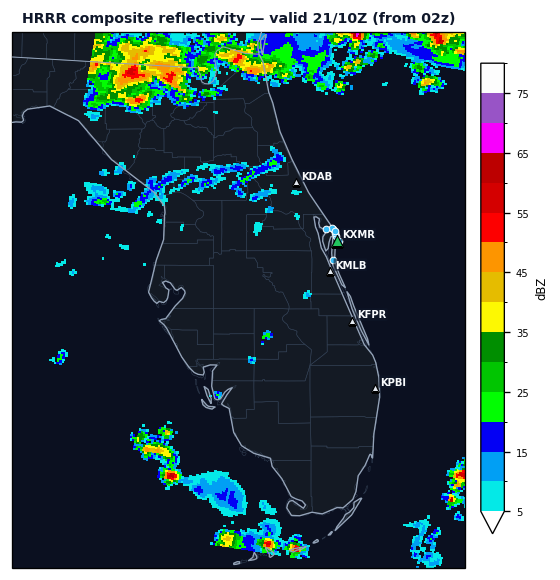 HRRR composite reflectivity — valid 21/10Z (from 02z)
KDAB
KXMR
KMLB
KFPR
KPBI
75
65
55
45
35
25
15
5
dBZ